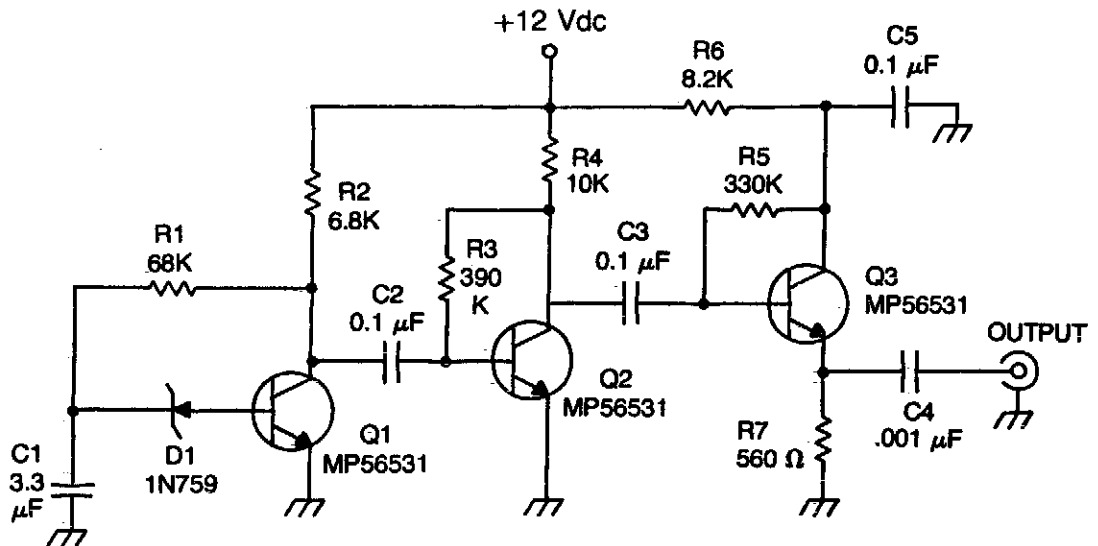 +12 Vdc
C5
0.1 μF
R6
8.2K
R4
10K
R5
330K
R2
6.8K
R1
68K
R3
390
K
C3
0.1 μF
C2
0.1 μF
Q3
MP56531
OUTPUT
Q2
MP56531
C4
.001 μF
R7
560 Ω
Q1
MP56531
D1
1N759
C1
3.3
μF